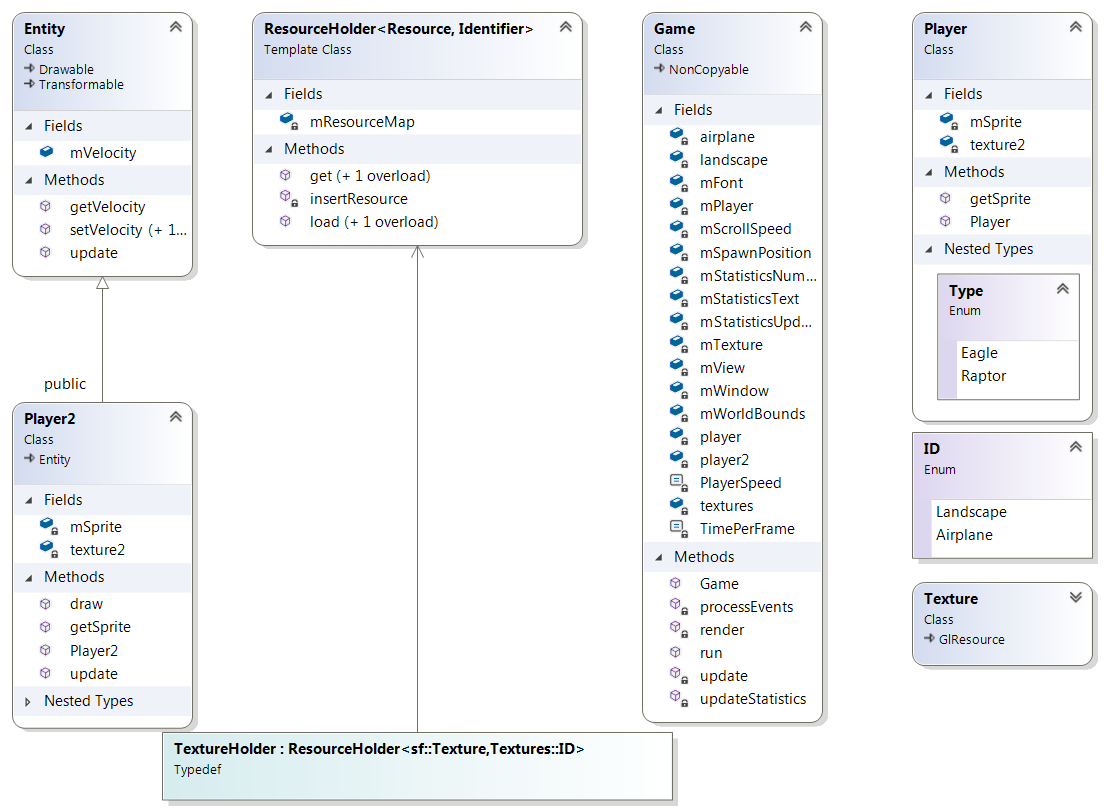 Entity
Class
Drawable
Transformable
Fields
mVelocity
Methods
getVelocity
setVelocity (+ 1...
update
public
Player2
Class
Entity
Fields
mSprite
texture2
Methods
draw
getSprite
Player2
update
Nested Types
ResourceHolder<Resource, Identifier>
Template Class
Fields
mResourceMap
Methods
get (+ 1 overload)
insertResource
load (+ 1 overload)
TextureHolder : ResourceHolder<sf::Texture,Textures::ID>
Typedef
Game
Class
NonCopyable
Fields
airplane
landscape
mFont
mPlayer
mScrollSpeed
mSpawnPosition
mStatisticsNum...
mStatisticsText
mStatisticsUpd...
mTexture
mView
mWindow
mWorldBounds
player
player2
PlayerSpeed
textures
TimePerFrame
Methods
Game
processEvents
render
run
update
updateStatistics
Player
Class
Fields
mSprite
texture2
Methods
getSprite
Player
Nested Types
Type
Enum
Eagle
Raptor
ID
Enum
Landscape
Airplane
Texture
Class
GlResource